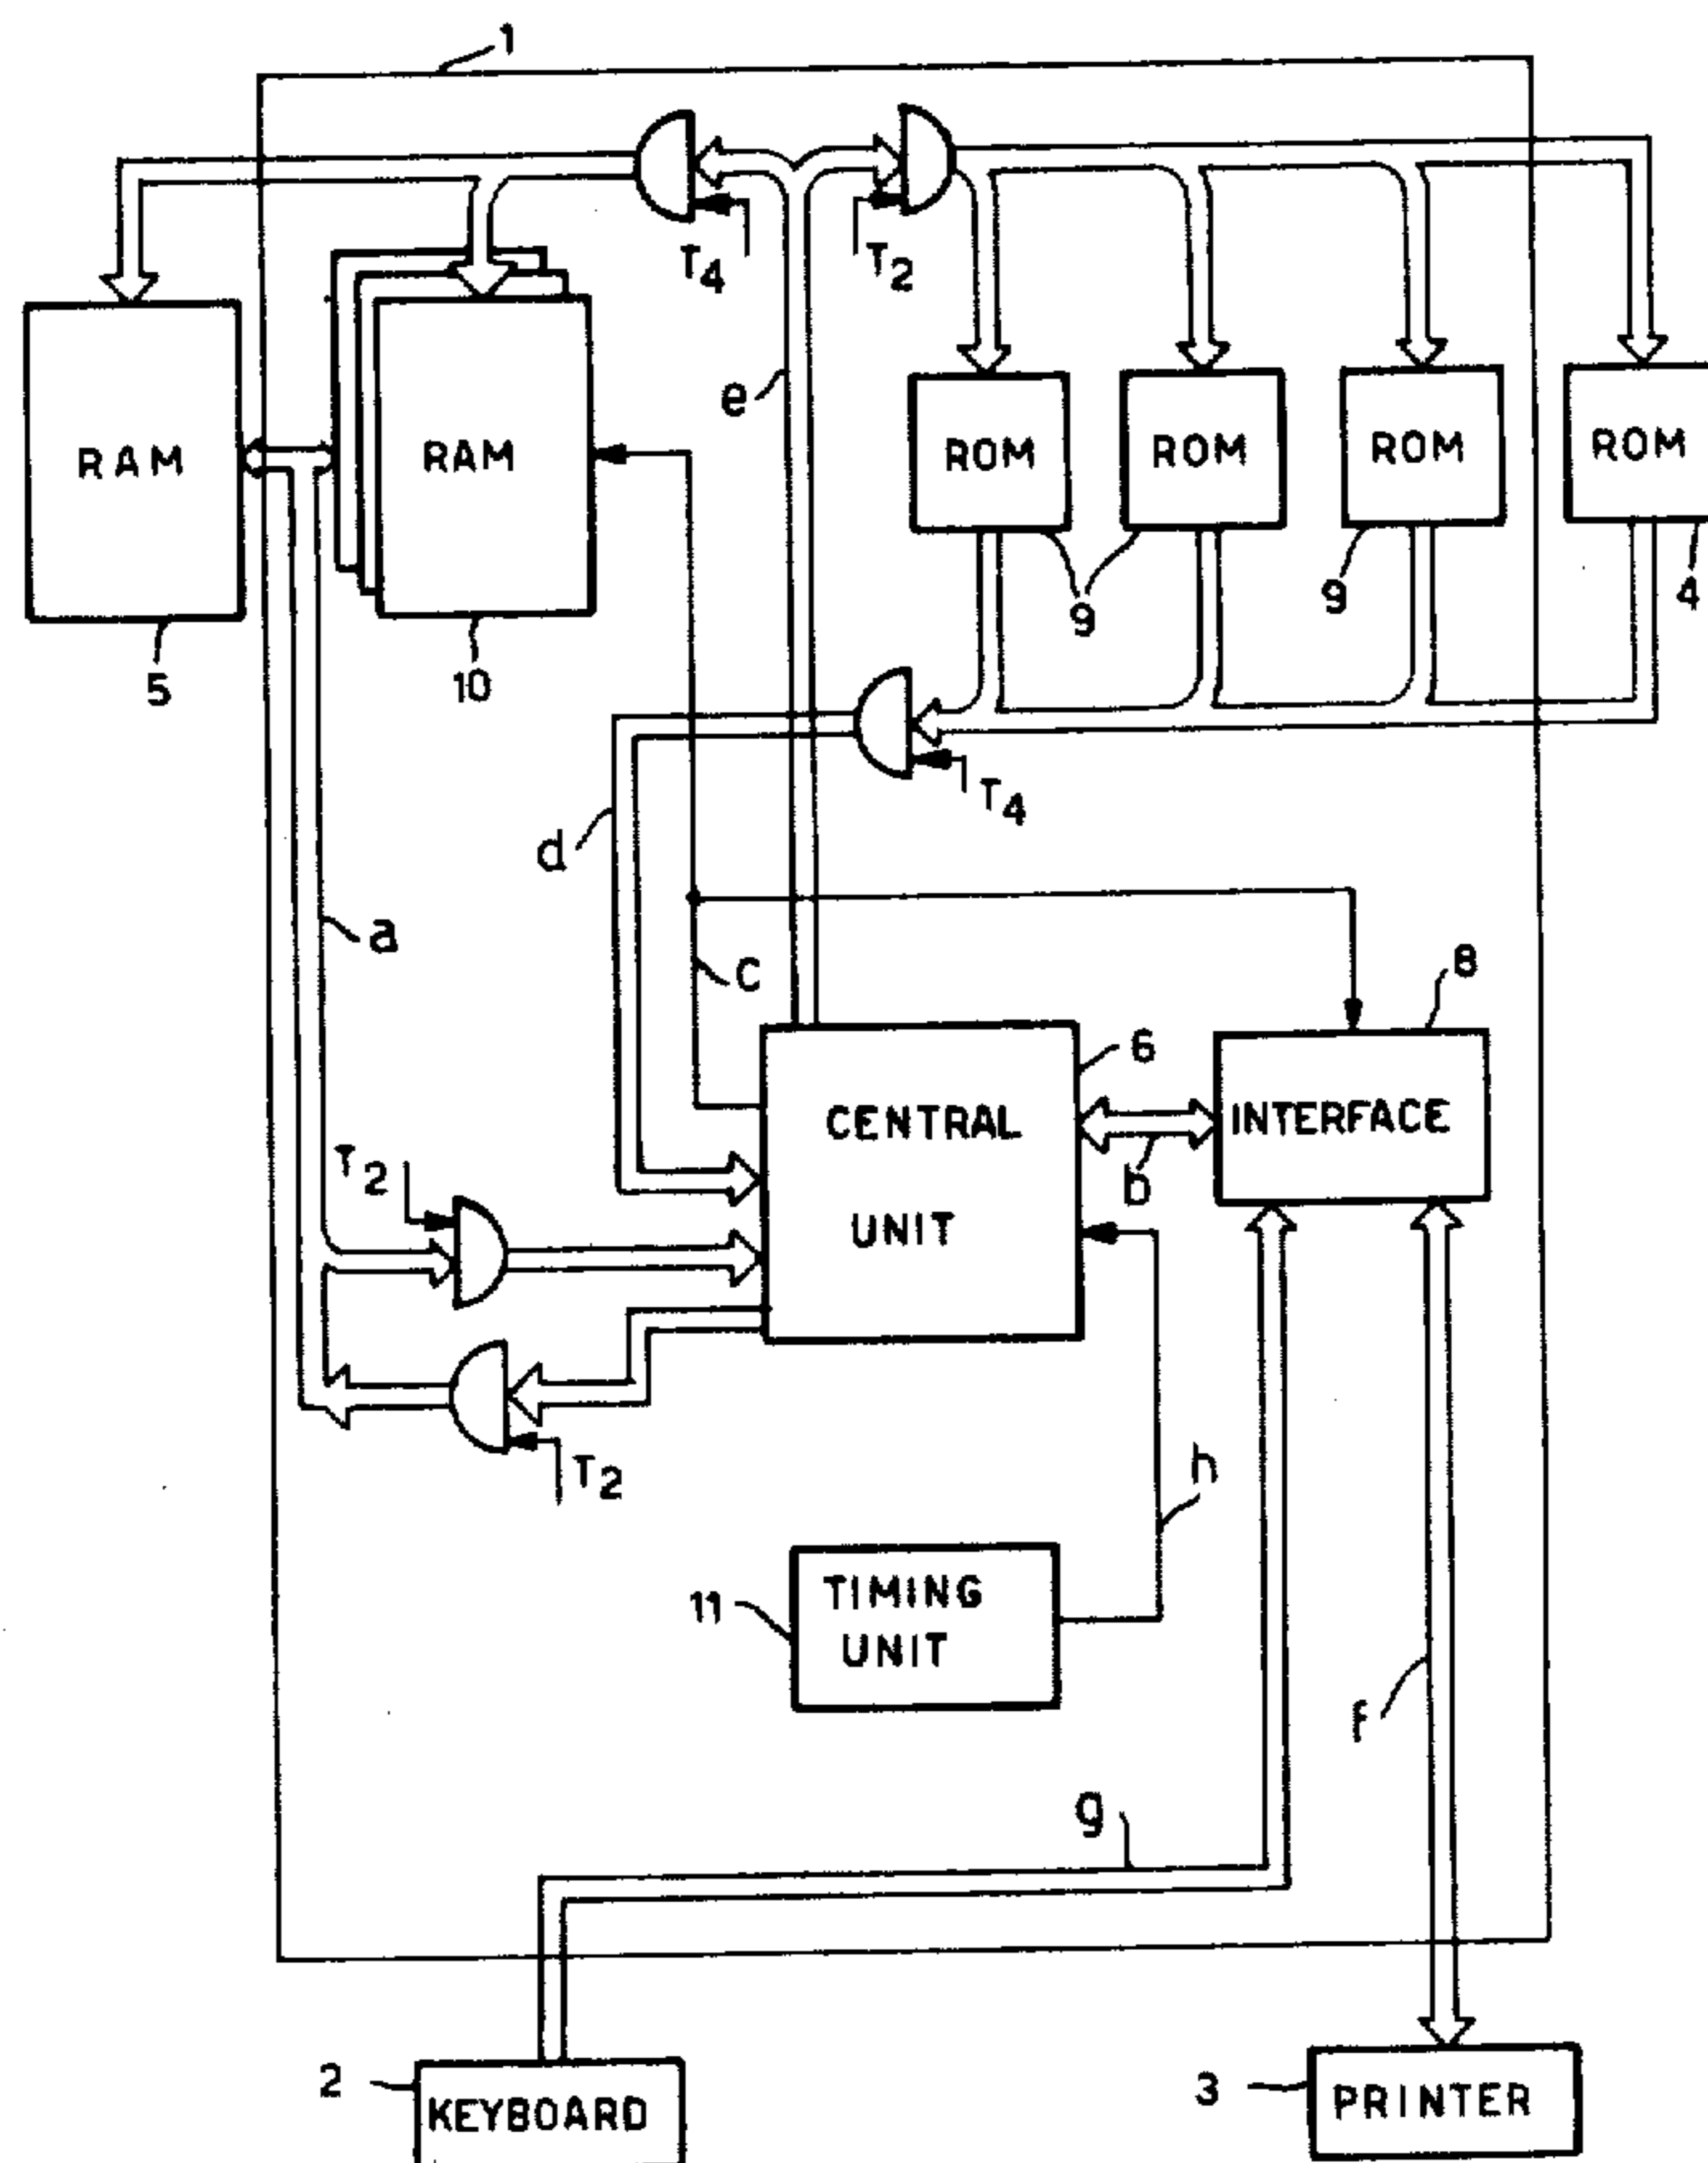 1
T4
T2
e
RAM
RAM
ROM
ROM
ROM
ROM
5
10
9
9
4
T4
d
a
c
8
6
CENTRAL
UNIT
INTERFACE
b
T2
T2
h
11
TIMING
UNIT
f
g
2
KEYBOARD
3
PRINTER